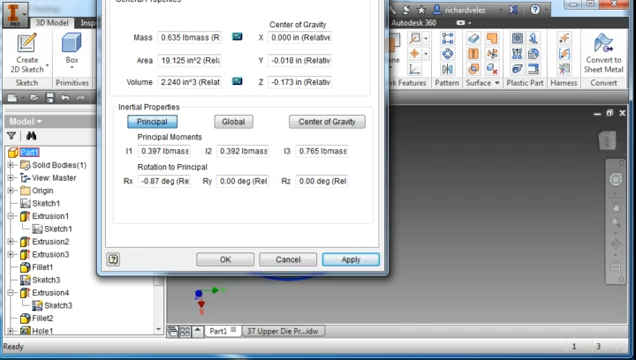 richardvelez
3D Model
Autodesk 360
General Properties
Center of Gravity
Mass 0.635 lbmass (R X 0.000 in (Relative
Area 19.125 in^2 (Rela Y -0.018 in (Relativ
Volume 2.240 in^3 (Relat Z -0.173 in (Relativ
Create
2D Sketch
Box
Convert to
Sheet Metal
Sketch Primitives Pattern Surface Plastic Part Harness Convert
Inertial Properties
Principal Global Center of Gravity
Principal Moments
I1 0.397 lbmass I2 0.392 lbmass I3 0.765 lbmass
Rotation to Principal
Rx -0.87 deg (Re Ry 0.00 deg (Rel Rz 0.00 deg (Rel
OK Cancel Apply
Model
Part1
Solid Bodies(1)
View: Master
Origin
Sketch1
Extrusion1
Sketch1
Extrusion2
Extrusion3
Fillet1
Sketch3
Extrusion4
Sketch3
Fillet2
Hole1
X
Part1 37 Upper Die Pr...idw
Ready 1 3